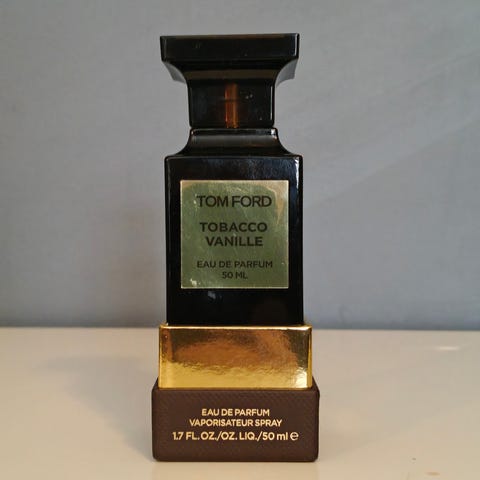 TOM FORD
TOBACCO
VANILLE
EAU DE PARFUM
50 ML
EAU DE PARFUM
VAPORISATEUR SPRAY
1.7 FL.OZ./OZ. LIQ./50 ml ℮